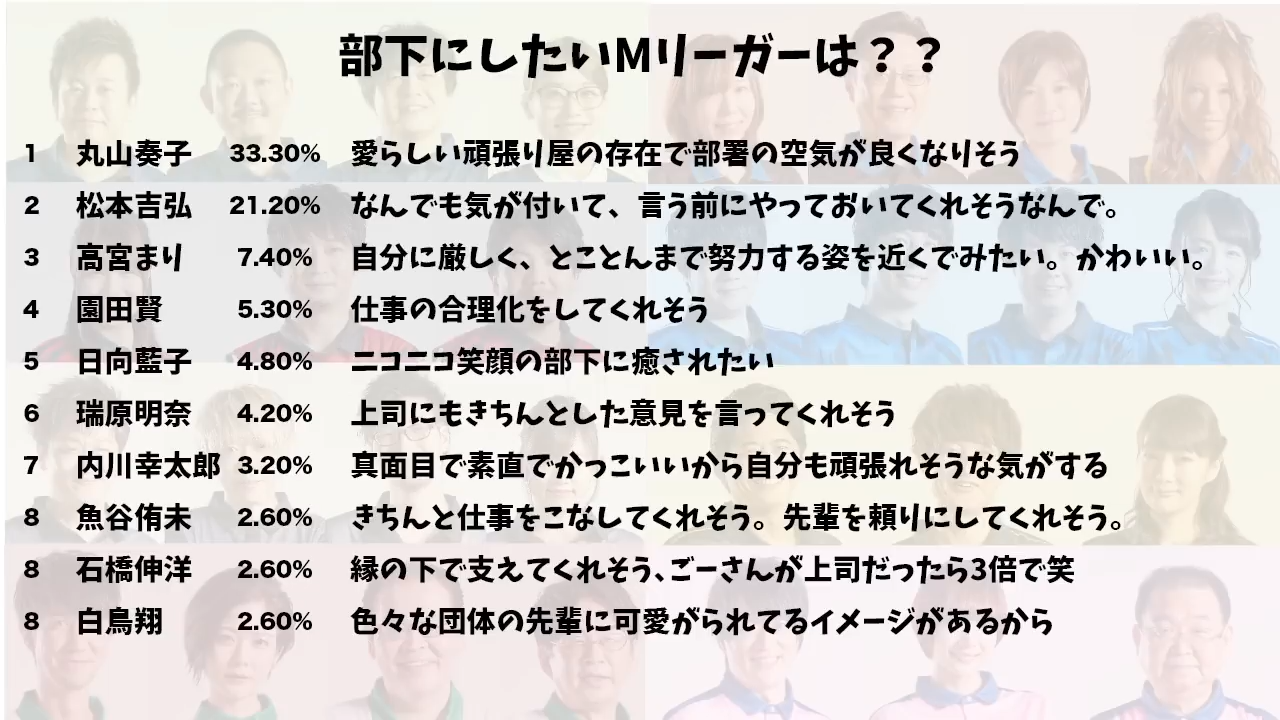 部下にしたいMリーガーは？？
1 丸山奏子 33.30% 愛らしい頑張り屋の存在で部署の空気が良くなりそう
2 松本吉弘 21.20% なんでも気が付いて、言う前にやっておいてくれそうなんで。
3 高宮まり 7.40% 自分に厳しく、とことんまで努力する姿を近くでみたい。かわいい。
4 園田賢 5.30% 仕事の合理化をしてくれそう
5 日向藍子 4.80% ニコニコ笑顔の部下に癒されたい
6 瑞原明奈 4.20% 上司にもきちんとした意見を言ってくれそう
7 内川幸太郎 3.20% 真面目で素直でかっこいいから自分も頑張れそうな気がする
8 魚谷侑未 2.60% きちんと仕事をこなしてくれそう。先輩を頼りにしてくれそう。
8 石橋伸洋 2.60% 縁の下で支えてくれそう、ごーさんが上司だったら3倍で笑
8 白鳥翔 2.60% 色々な団体の先輩に可愛がられてるイメージがあるから